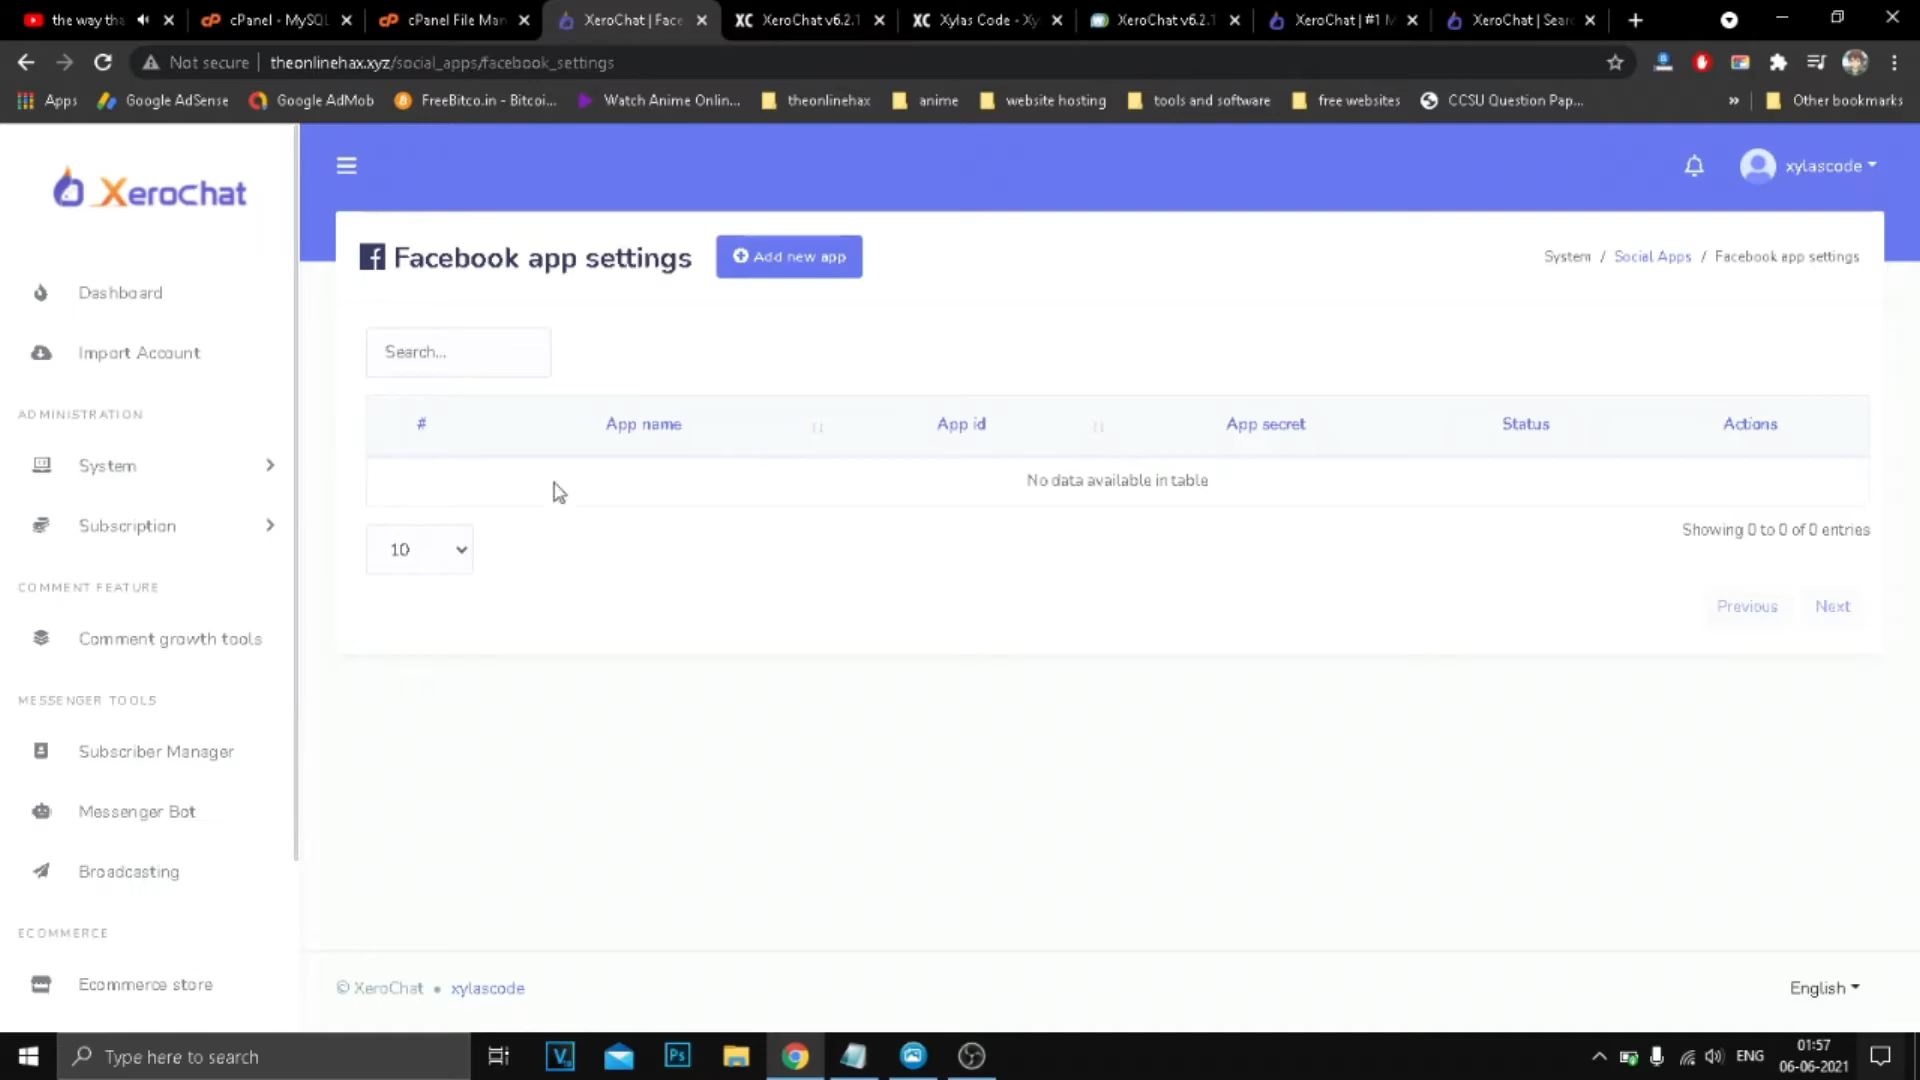 the way tha
cPanel - MySQL
cPanel File Man
XeroChat | Face
XeroChat v6.2.1
Xylas Code - Xy
XeroChat v6.2.1
XeroChat | #1 M
XeroChat | Sear
Not secure
theonlinehax.xyz/social_apps/facebook_settings
Apps
Google AdSense
Google AdMob
FreeBitco.in - Bitcoi...
Watch Anime Onlin...
theonlinehax
anime
website hosting
tools and software
free websites
CCSU Question Pap...
»
Other bookmarks
XeroChat
xylascode
Facebook app settings
Add new app
System / Social Apps / Facebook app settings
Dashboard
Import Account
ADMINISTRATION
System
Subscription
COMMENT FEATURE
Comment growth tools
MESSENGER TOOLS
Subscriber Manager
Messenger Bot
Broadcasting
ECOMMERCE
Ecommerce store
Search...
# App name App id App secret Status Actions
No data available in table
10
Showing 0 to 0 of 0 entries
Previous Next
© XeroChat • xylascode
English
Type here to search
ENG
01:57
06-06-2021